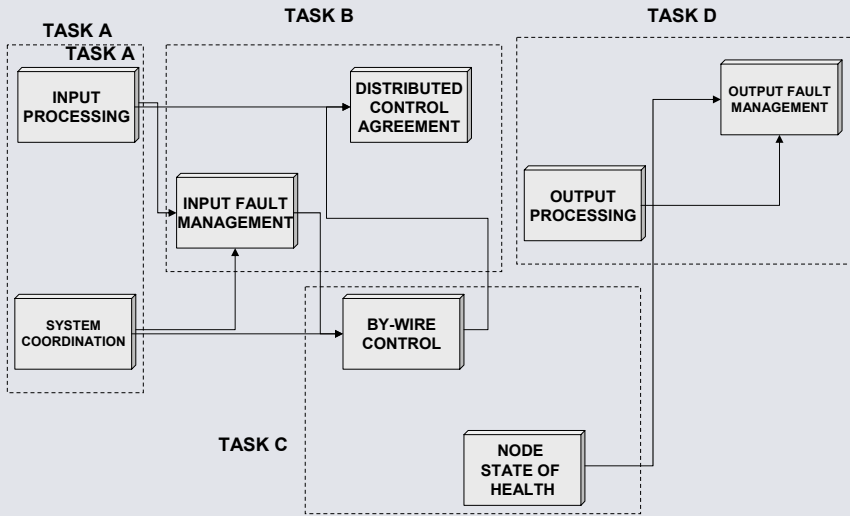 TASK A
TASK A
TASK B
TASK D
INPUT
PROCESSING
DISTRIBUTED
CONTROL
AGREEMENT
OUTPUT FAULT
MANAGEMENT
INPUT FAULT
MANAGEMENT
OUTPUT
PROCESSING
SYSTEM
COORDINATION
BY-WIRE
CONTROL
TASK C
NODE
STATE OF
HEALTH